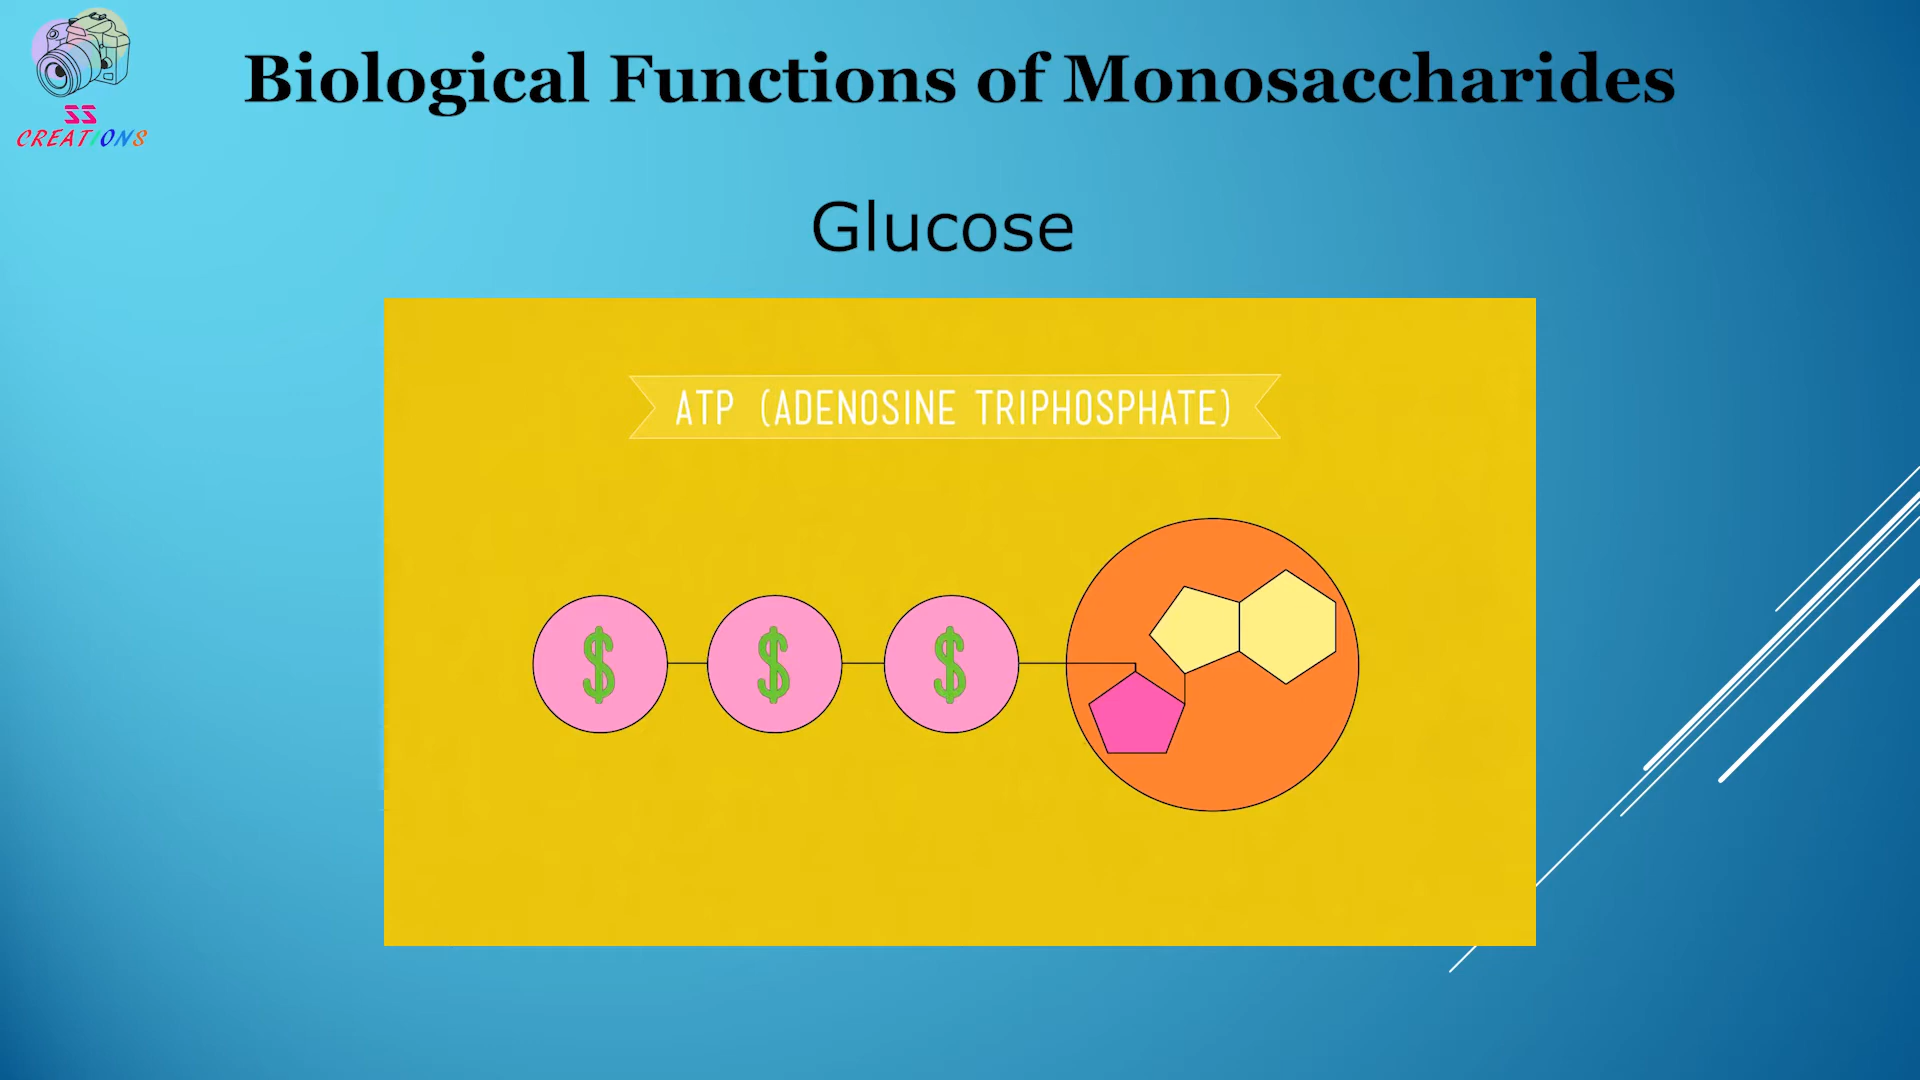 SS
CREATIONS
Biological Functions of Monosaccharides
Glucose
ATP (ADENOSINE TRIPHOSPHATE)
$ $ $